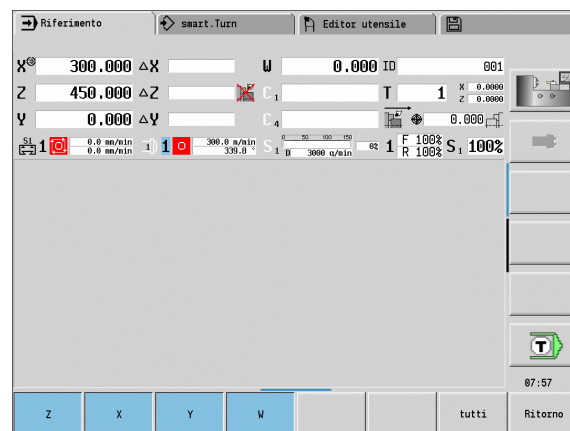 Riferimento smart.Turn Editor utensile
X 300.000 △X W 0.000 ID 001
Z 450.000 △Z C1 T 1 X 0.0000 Z 0.0000
Y 0.000 △Y C4 0.000
S1 1 0.0 mm/min 0.0 mm/min 1 1 300.0 m/min 339.8 ° S1 0 50 100 150 D 3000 g/min 0% 1 F 100% R 100% S1 100%
T
07:57
Z X Y W tutti Ritorno